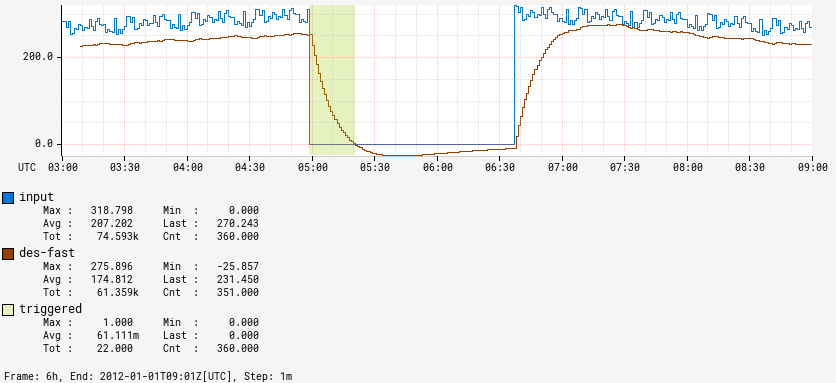 200.0
0.0
UTC 03:00 03:30 04:00 04:30 05:00 05:30 06:00 06:30 07:00 07:30 08:00 08:30 09:00
input
Max : 318.798 Min : 0.000
Avg : 207.202 Last : 270.243
Tot : 74.593k Cnt : 360.000
des-fast
Max : 275.896 Min : -25.857
Avg : 174.812 Last : 231.450
Tot : 61.359k Cnt : 351.000
triggered
Max : 1.000 Min : 0.000
Avg : 61.111m Last : 0.000
Tot : 22.000 Cnt : 360.000
Frame: 6h, End: 2012-01-01T09:01Z[UTC], Step: 1m